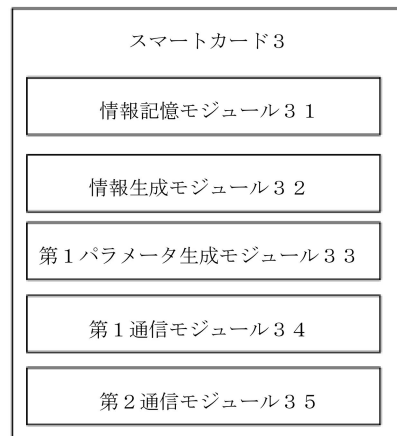 スマートカード３
情報記憶モジュール３１
情報生成モジュール３２
第１パラメータ生成モジュール３３
第１通信モジュール３４
第２通信モジュール３５